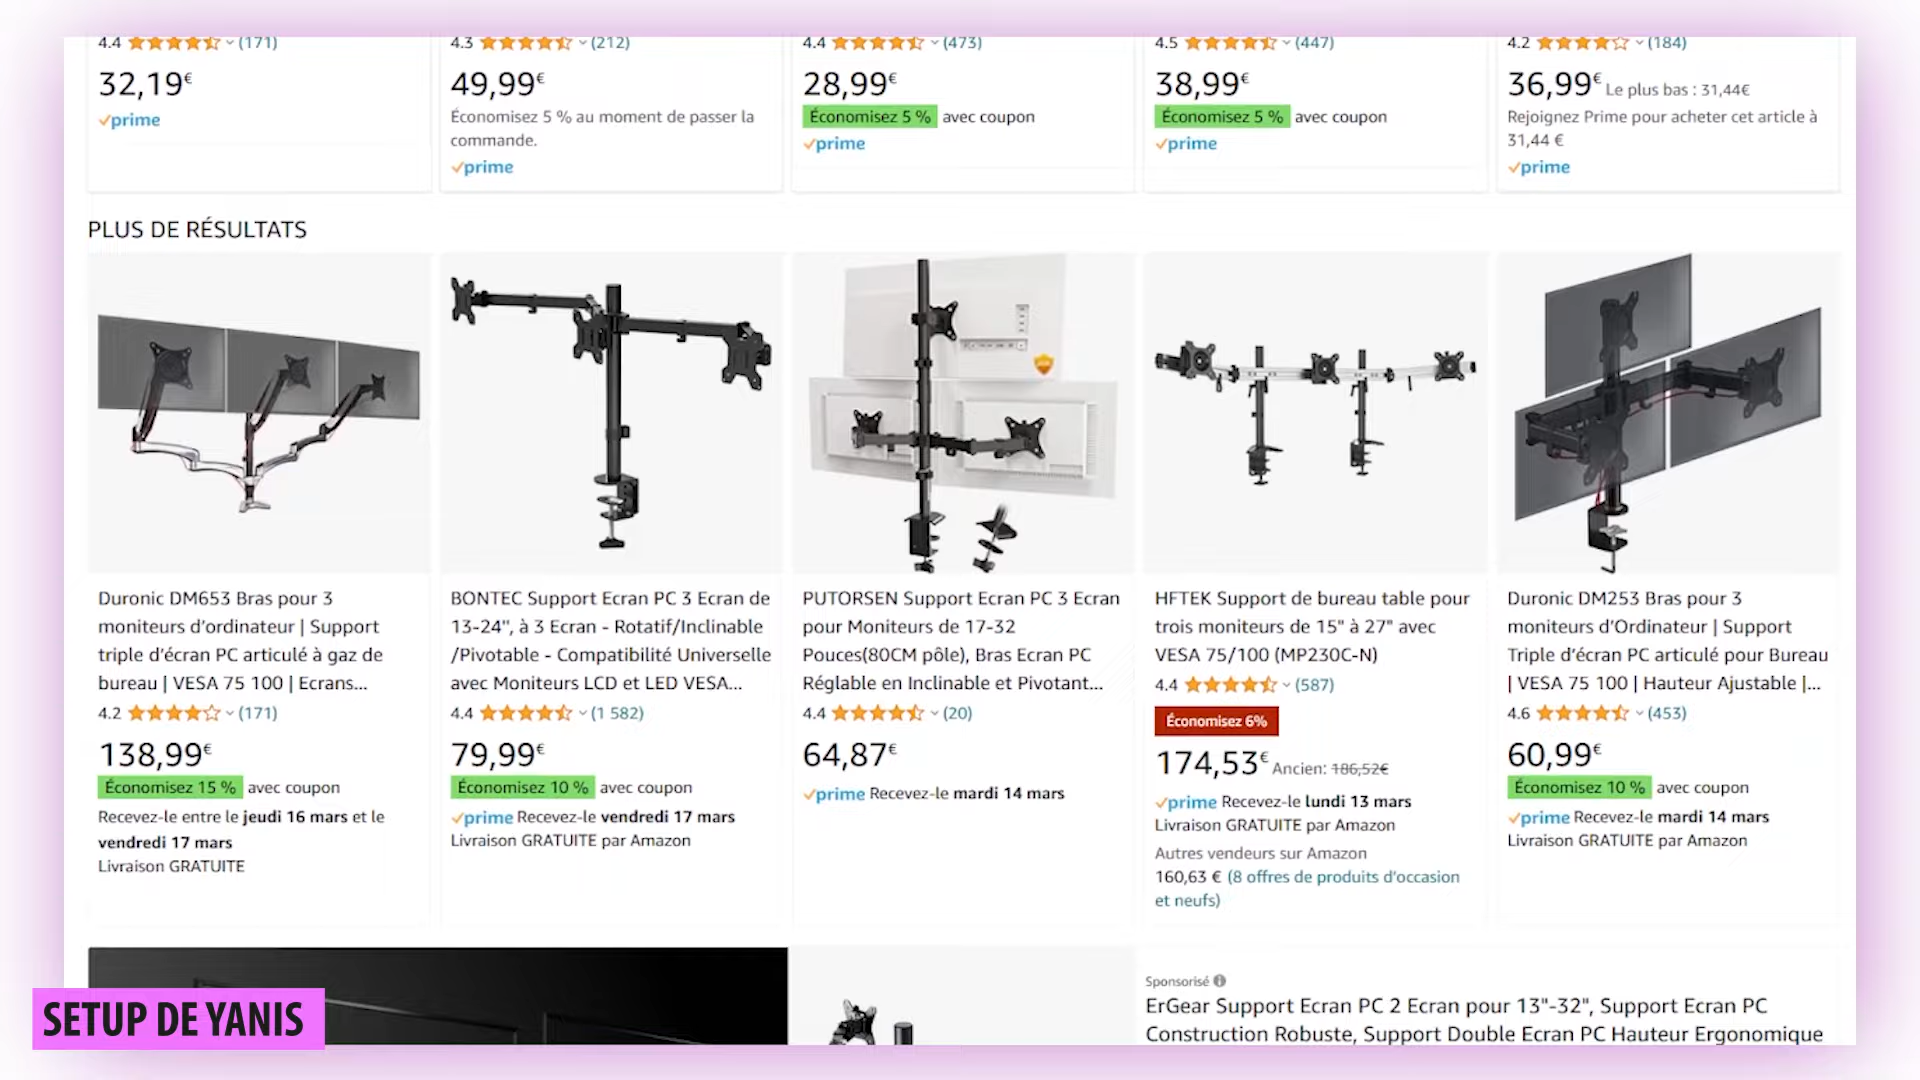 4.4 (171)
32,19€
prime
4.3 (212)
49,99€
Économisez 5 % au moment de passer la
commande.
prime
4.4 (473)
28,99€
Économisez 5 % avec coupon
prime
4.5 (447)
38,99€
Économisez 5 % avec coupon
prime
4.2 (184)
36,99€ Le plus bas : 31,44€
Rejoignez Prime pour acheter cet article à
31,44 €
prime
PLUS DE RÉSULTATS
Duronic DM653 Bras pour 3
moniteurs d’ordinateur | Support
triple d’écran PC articulé à gaz de
bureau | VESA 75 100 | Ecrans...
4.2 (171)
138,99€
Économisez 15 % avec coupon
Recevez-le entre le jeudi 16 mars et le
vendredi 17 mars
Livraison GRATUITE
BONTEC Support Ecran PC 3 Ecran de
13-24", à 3 Ecran - Rotatif/Inclinable
/Pivotable - Compatibilité Universelle
avec Moniteurs LCD et LED VESA...
4.4 (1 582)
79,99€
Économisez 10 % avec coupon
prime Recevez-le vendredi 17 mars
Livraison GRATUITE par Amazon
PUTORSEN Support Ecran PC 3 Ecran
pour Moniteurs de 17-32
Pouces(80CM pôle), Bras Ecran PC
Réglable en Inclinable et Pivotant...
4.4 (20)
64,87€
prime Recevez-le mardi 14 mars
HFTEK Support de bureau table pour
trois moniteurs de 15" à 27" avec
VESA 75/100 (MP230C-N)
4.4 (587)
Économisez 6%
174,53€ Ancien: 186,52€
prime Recevez-le lundi 13 mars
Livraison GRATUITE par Amazon
Autres vendeurs sur Amazon
160,63 € (8 offres de produits d'occasion
et neufs)
Duronic DM253 Bras pour 3
moniteurs d’Ordinateur | Support
Triple d’écran PC articulé pour Bureau
| VESA 75 100 | Hauteur Ajustable |...
4.6 (453)
60,99€
Économisez 10 % avec coupon
prime Recevez-le mardi 14 mars
Livraison GRATUITE par Amazon
Sponsorisé
ErGear Support Ecran PC 2 Ecran pour 13"-32", Support Ecran PC
Construction Robuste, Support Double Ecran PC Hauteur Ergonomique
SETUP DE YANIS